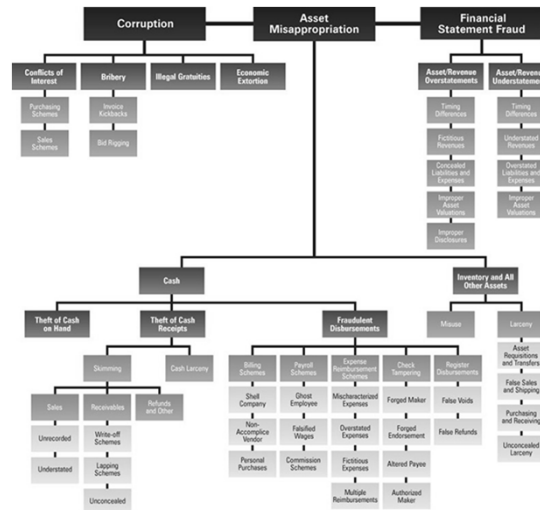 Corruption
Asset
Misappropriation
Financial
Statement Fraud
Conflicts of
Interest
Bribery
Illegal Gratuities
Economic
Extortion
Asset/Revenue
Overstatements
Asset/Revenue
Understatements
Purchasing
Schemes
Sales
Schemes
Invoice
Kickbacks
Bid Rigging
Timing
Differences
Fictitious
Revenues
Concealed
Liabilities and
Expenses
Improper
Asset
Valuations
Improper
Disclosures
Timing
Differences
Understated
Revenues
Overstated
Liabilities and
Expenses
Improper
Asset
Valuations
Cash
Inventory and All
Other Assets
Theft of Cash
on Hand
Theft of Cash
Receipts
Fraudulent
Disbursements
Misuse
Larceny
Skimming
Cash Larceny
Sales
Receivables
Refunds
and Other
Unrecorded
Understated
Write-off
Schemes
Lapping
Schemes
Unconcealed
Billing
Schemes
Shell
Company
Non-
Accomplice
Vendor
Personal
Purchases
Payroll
Schemes
Ghost
Employee
Falsified
Wages
Commission
Schemes
Expense
Reimbursement
Schemes
Mischaracterized
Expenses
Overstated
Expenses
Fictitious
Expenses
Multiple
Reimbursements
Check
Tampering
Forged Maker
Forged
Endorsement
Altered Payee
Authorized
Maker
Register
Disbursements
False Voids
False Refunds
Asset
Requisitions
and Transfers
False Sales
and Shipping
Purchasing
and Receiving
Unconcealed
Larceny